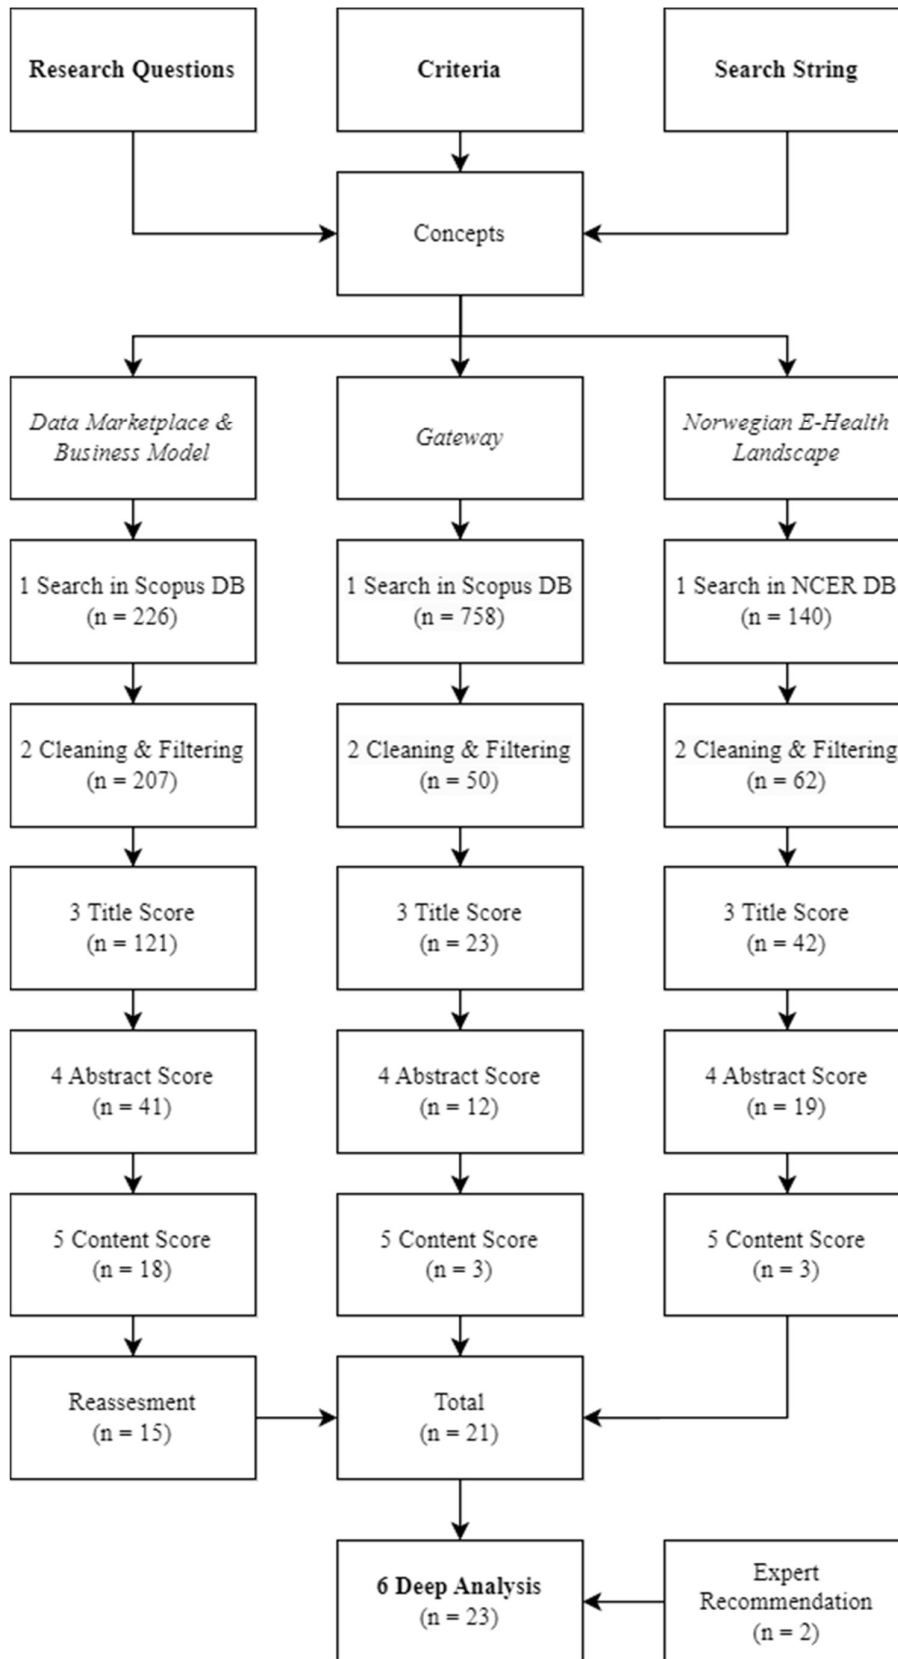 Research Questions
Criteria
Search String
Concepts
Data Marketplace &
Business Model
Gateway
Norwegian E-Health
Landscape
1 Search in Scopus DB
(n = 226)
1 Search in Scopus DB
(n = 758)
1 Search in NCER DB
(n = 140)
2 Cleaning & Filtering
(n = 207)
2 Cleaning & Filtering
(n = 50)
2 Cleaning & Filtering
(n = 62)
3 Title Score
(n = 121)
3 Title Score
(n = 23)
3 Title Score
(n = 42)
4 Abstract Score
(n = 41)
4 Abstract Score
(n = 12)
4 Abstract Score
(n = 19)
5 Content Score
(n = 18)
5 Content Score
(n = 3)
5 Content Score
(n = 3)
Reassesment
(n = 15)
Total
(n = 21)
6 Deep Analysis
(n = 23)
Expert
Recommendation
(n = 2)